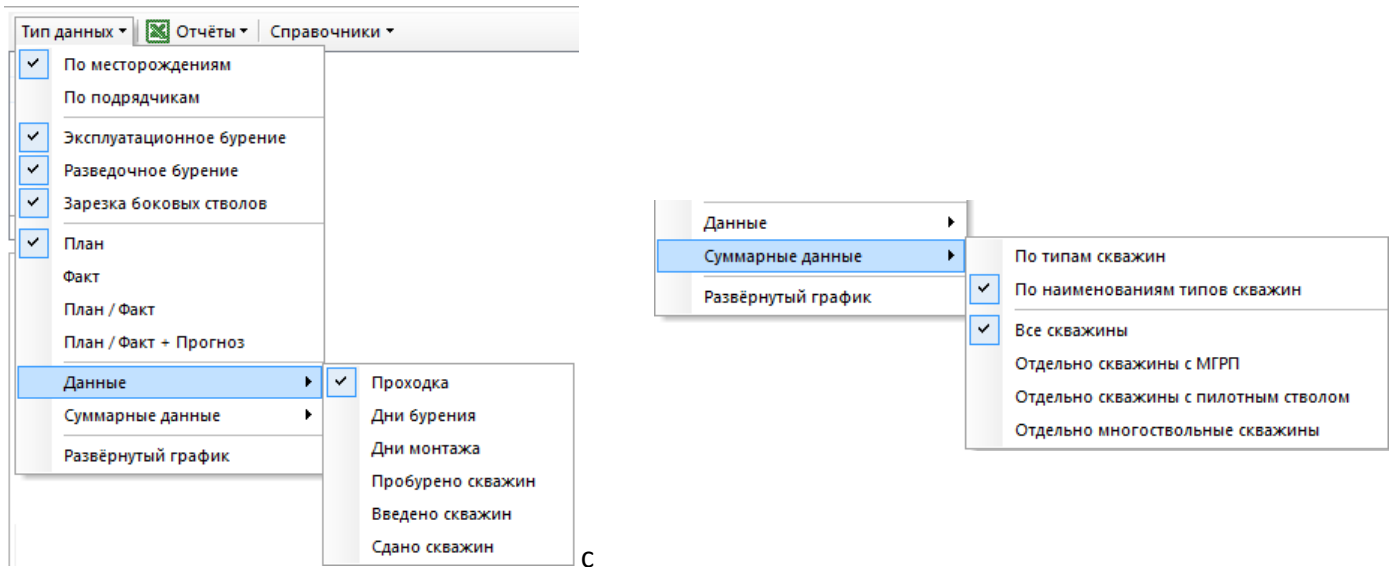 Тип данных Отчёты Справочники
По месторождениям
По подрядчикам
Эксплуатационное бурение
Разведочное бурение
Зарезка боковых стволов
План
Факт
План / Факт
План / Факт + Прогноз
Данные
Суммарные данные
Развёрнутый график
Проходка
Дни бурения
Дни монтажа
Пробурено скважин
Введено скважин
Сдано скважин
с
Данные
Суммарные данные
Развёрнутый график
По типам скважин
По наименованиям типов скважин
Все скважины
Отдельно скважины с МГРП
Отдельно скважины с пилотным стволом
Отдельно многоствольные скважины